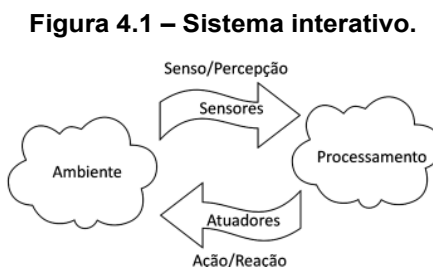 Figura 4.1 – Sistema interativo.
Senso/Percepção
Sensores
Ambiente
Processamento
Atuadores
Ação/Reação